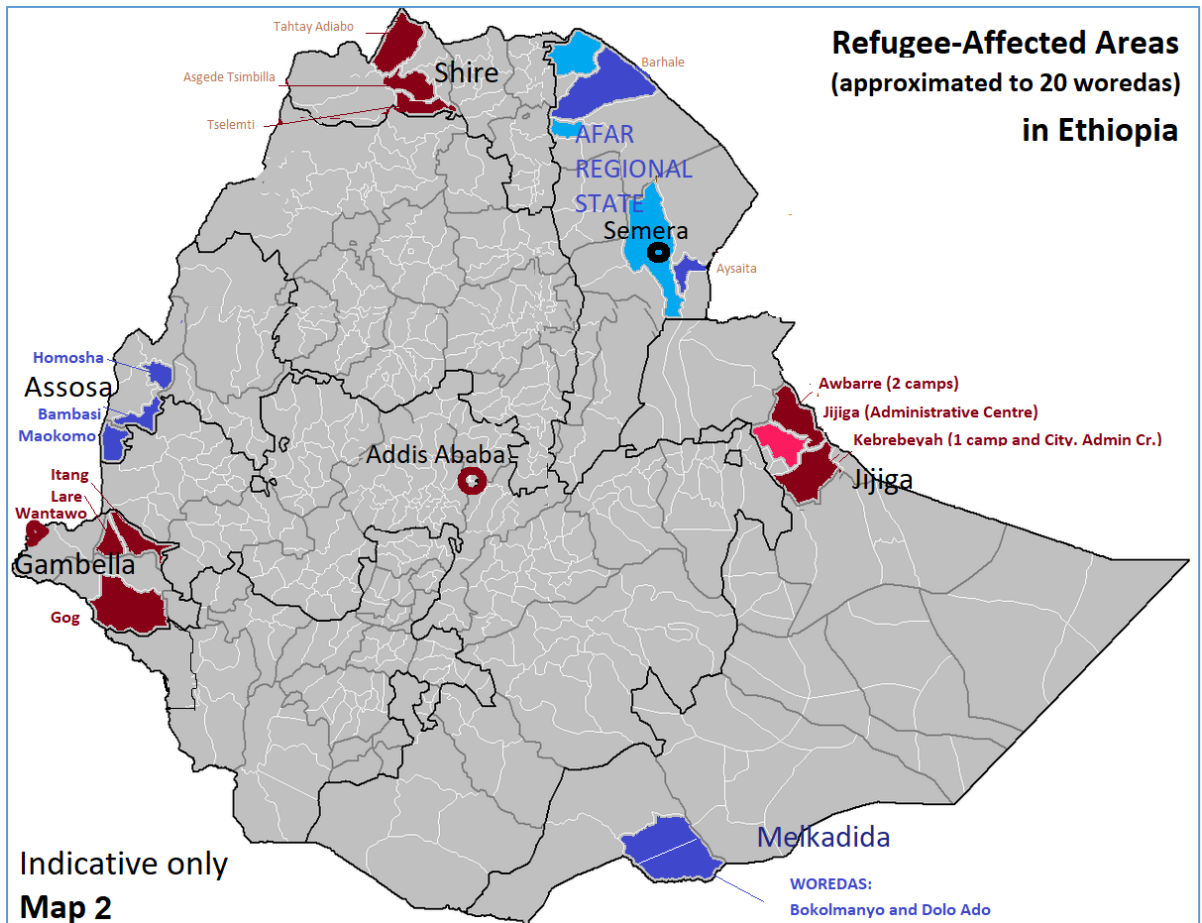 Refugee-Affected Areas
(approximated to 20 woredas)
in Ethiopia
Tahtay Adiabo
Shire
Asgede Tsimbilla
Tselemti
Barhale
AFAR
REGIONAL
STATE
Semera
Aysaita
Homosha
Assosa
Bambasi
Maokomo
Addis Ababa
Awbarre (2 camps)
Jijiga (Administrative Centre)
Kebrebeyah (1 camp and City. Admin Cr.)
Jijiga
Itang
Lare
Wantawo
Gambella
Gog
Melkadida
WOREDAS:
Bokolmanyo and Dolo Ado
Indicative only
Map 2